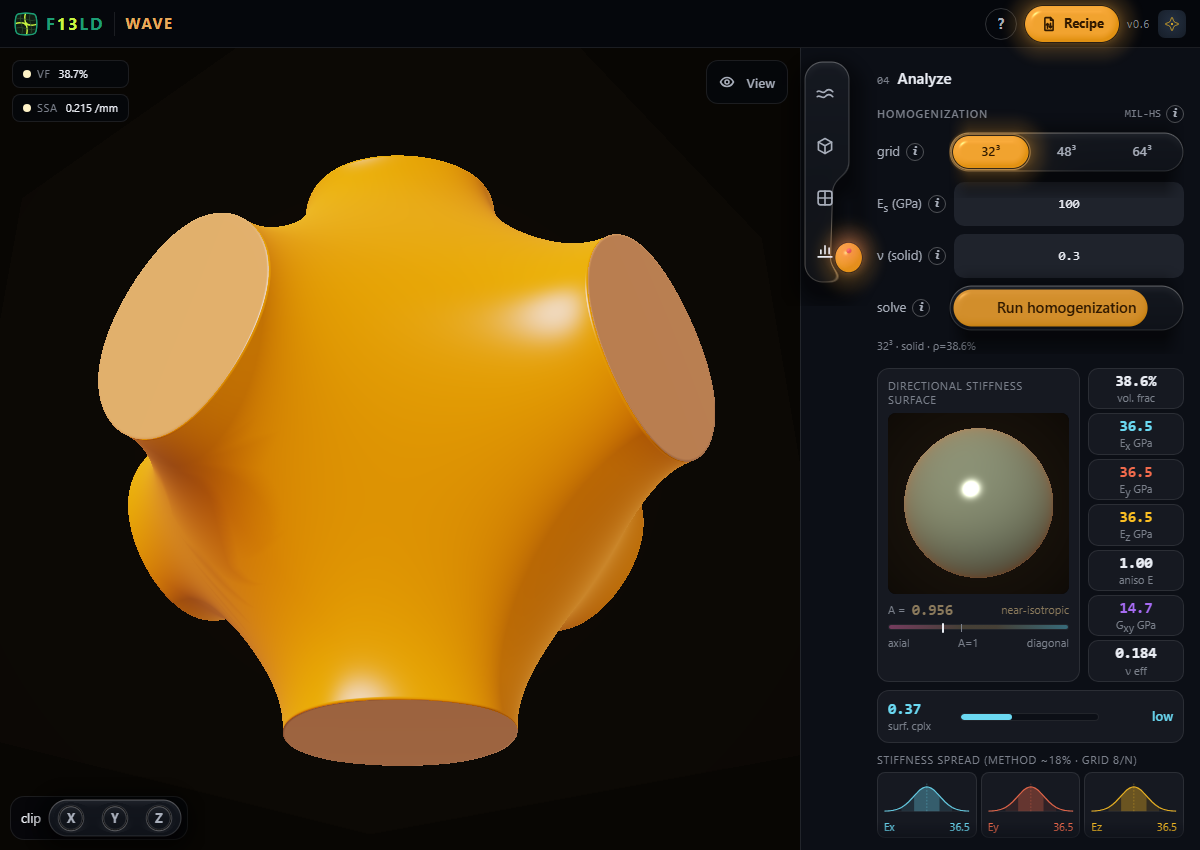 F13LD WAVE
? Recipe v0.6
VF 38.7%
SSA 0.215 /mm
View
clip X Y Z
04 Analyze
HOMOGENIZATION MIL-HS i
grid i 32³ 48³ 64³
Es (GPa) i 100
ν (solid) i 0.3
solve i Run homogenization
32³ · solid · ρ=38.6%
DIRECTIONAL STIFFNESS
SURFACE
A = 0.956 near-isotropic
axial A=1 diagonal
38.6%
vol. frac
36.5
Ex GPa
36.5
Ey GPa
36.5
Ez GPa
1.00
aniso E
14.7
Gxy GPa
0.184
ν eff
0.37
surf. cplx
low
STIFFNESS SPREAD (METHOD ~18% · GRID 8/N)
Ex 36.5
Ey 36.5
Ez 36.5